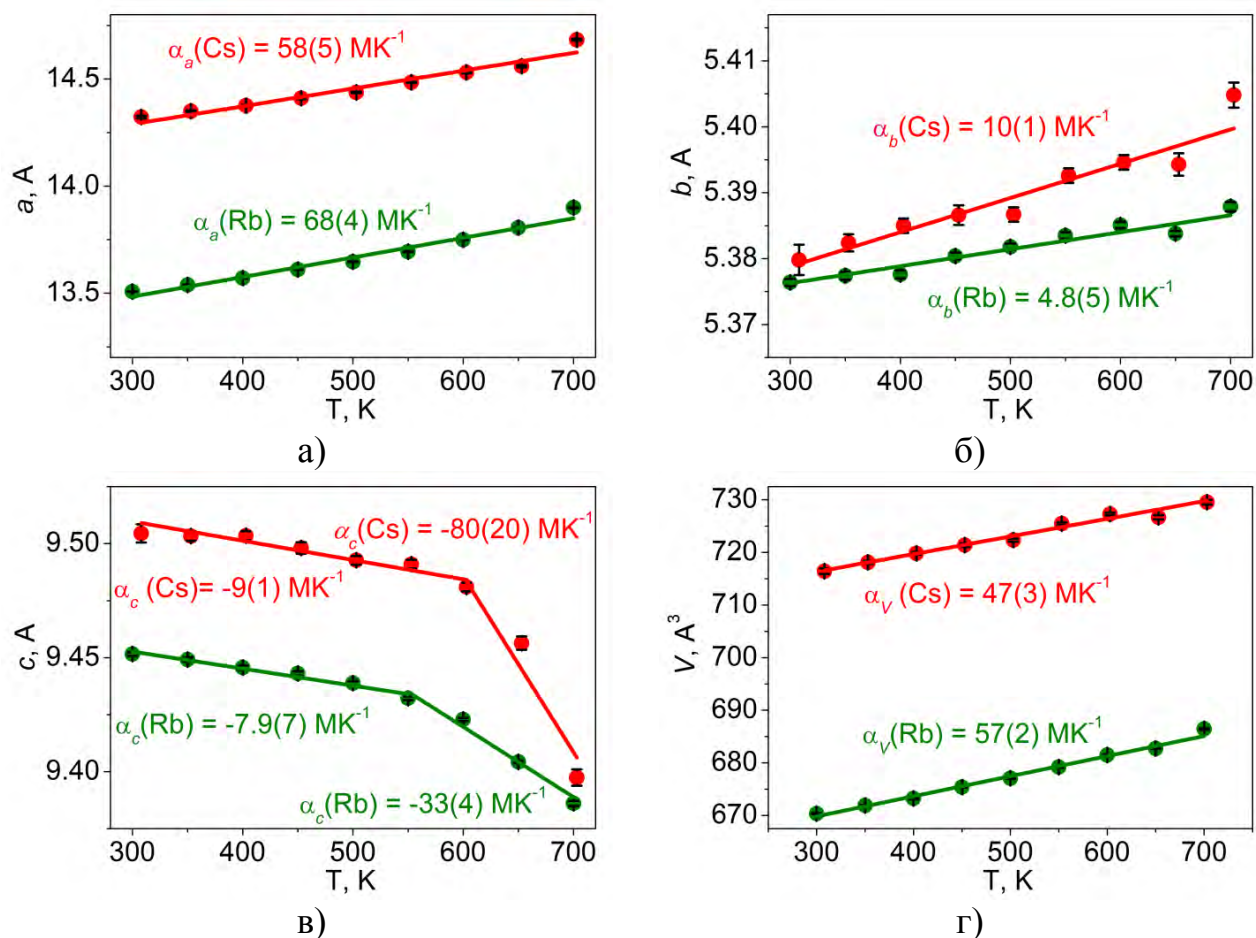 α_a(Cs) = 58(5) MK⁻¹
14.5
a, A
14.0
α_a(Rb) = 68(4) MK⁻¹
13.5
300 400 500 600 700
T, K
а)
5.41
α_b(Cs) = 10(1) MK⁻¹
5.40
b, A
5.39
5.38
α_b(Rb) = 4.8(5) MK⁻¹
5.37
300 400 500 600 700
T, K
б)
α_c(Cs) = -80(20) MK⁻¹
9.50
α_c (Cs)= -9(1) MK⁻¹
c, A
9.45
α_c(Rb) = -7.9(7) MK⁻¹
9.40
α_c(Rb) = -33(4) MK⁻¹
300 400 500 600 700
T, K
в)
730
720
α_V (Cs) = 47(3) MK⁻¹
710
V, A³
700
690
α_V(Rb) = 57(2) MK⁻¹
680
670
300 400 500 600 700
T, K
г)